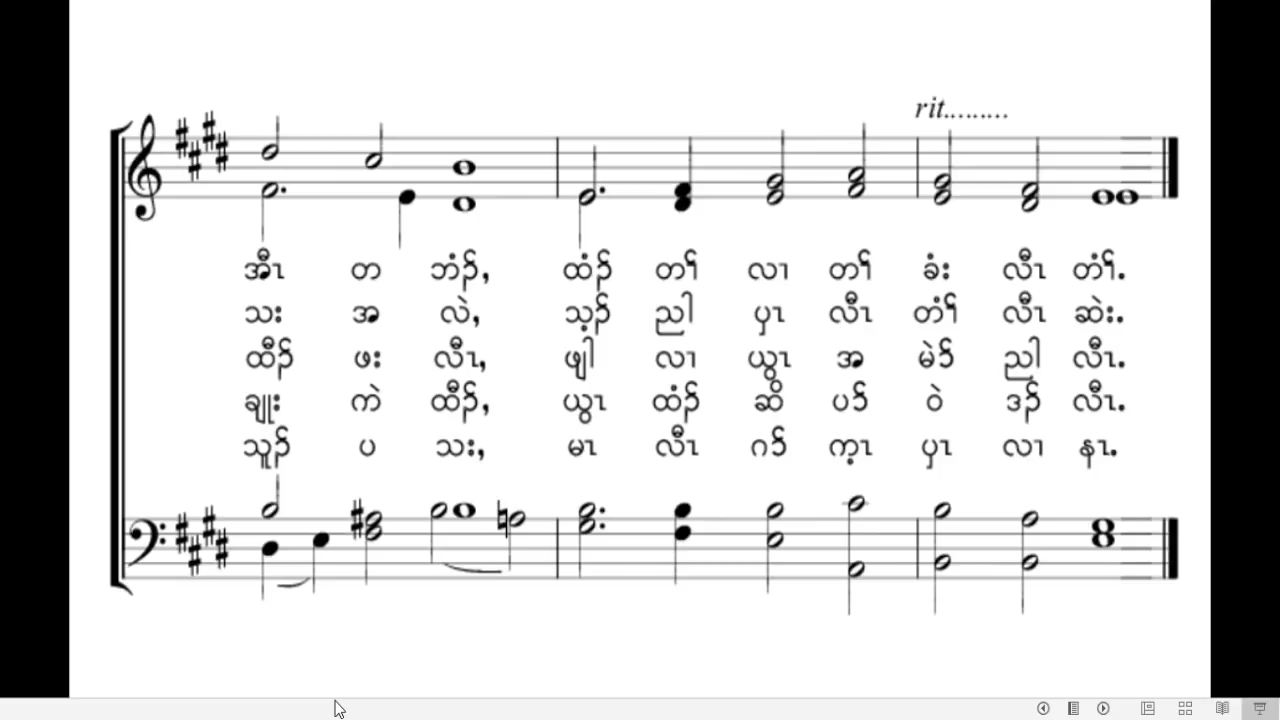 rit.........
အီၤ တ ဘံၣ်, ထံၣ် တၢ် လၢ တၢ် ခံး လီၤ တံၢ်.
သး အ လဲ, သ့ၣ် ညါ ပှၤ လီၤ တံၢ် လီၤ ဆဲး.
ထီၣ် ဖး လီၤ, ဖျါ လၢ ယွၤ အ မဲာ် ညါ လီၤ.
ချူး ကဲ ထီၣ်, ယွၤ ထံၣ် ဆိ ပာ် ဝဲ ဒၣ် လီၤ.
သူၣ် ပ သး, မၤ လီၤ ဂာ် က့ၤ ပှၤ လၢ နၤ.